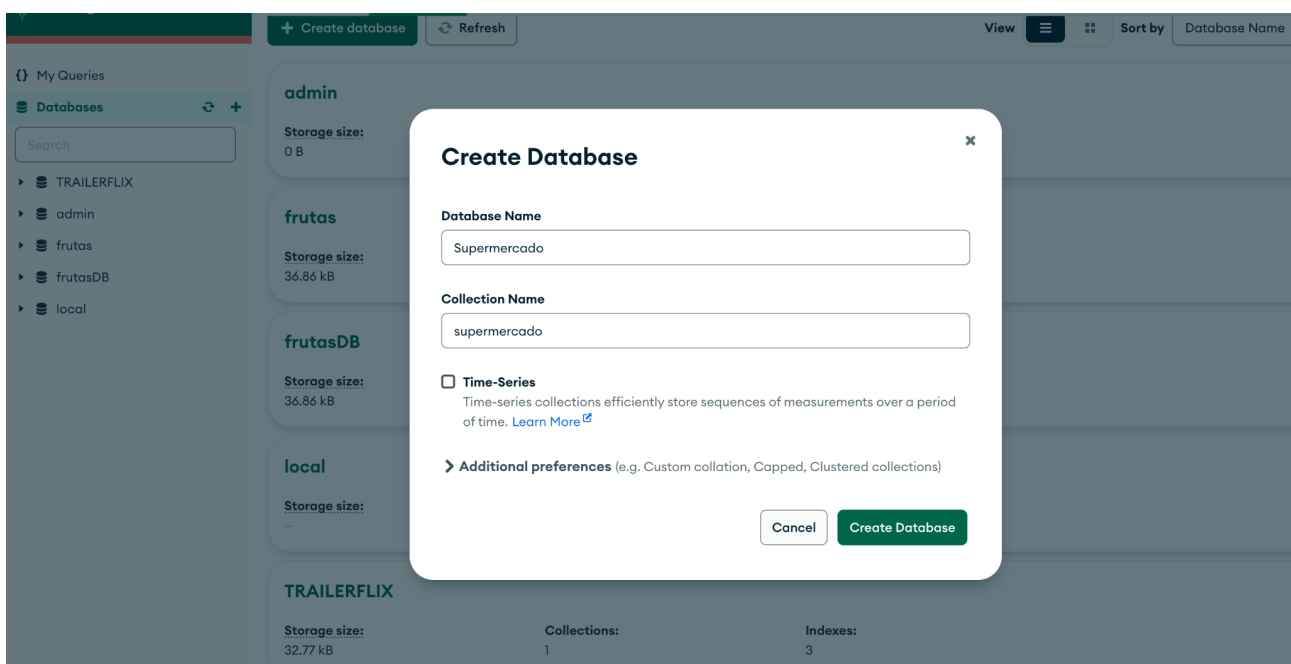 + Create database
Refresh
View
Sort by
Database Name
{} My Queries
Databases
+
Search
TRAILERFLIX
admin
frutas
frutasDB
local
admin
Storage size:
0 B
frutas
Storage size:
36.86 kB
frutasDB
Storage size:
36.86 kB
local
Storage size:
–
TRAILERFLIX
Storage size:
32.77 kB
Collections:
1
Indexes:
3
Create Database
Database Name
Supermercado
Collection Name
supermercado
Time-Series
Time-series collections efficiently store sequences of measurements over a period
of time. Learn More
Additional preferences (e.g. Custom collation, Capped, Clustered collections)
Cancel
Create Database